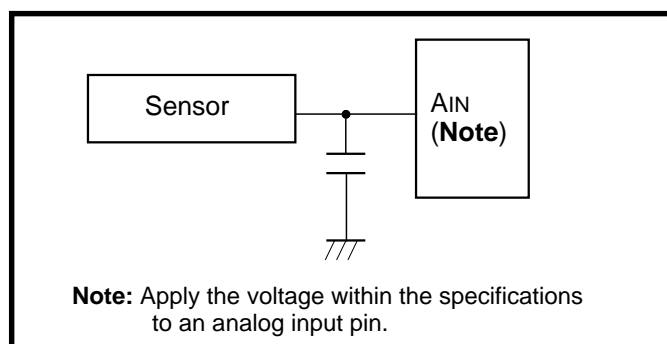 Sensor
AIN
(Note)
Note: Apply the voltage within the specifications
to an analog input pin.